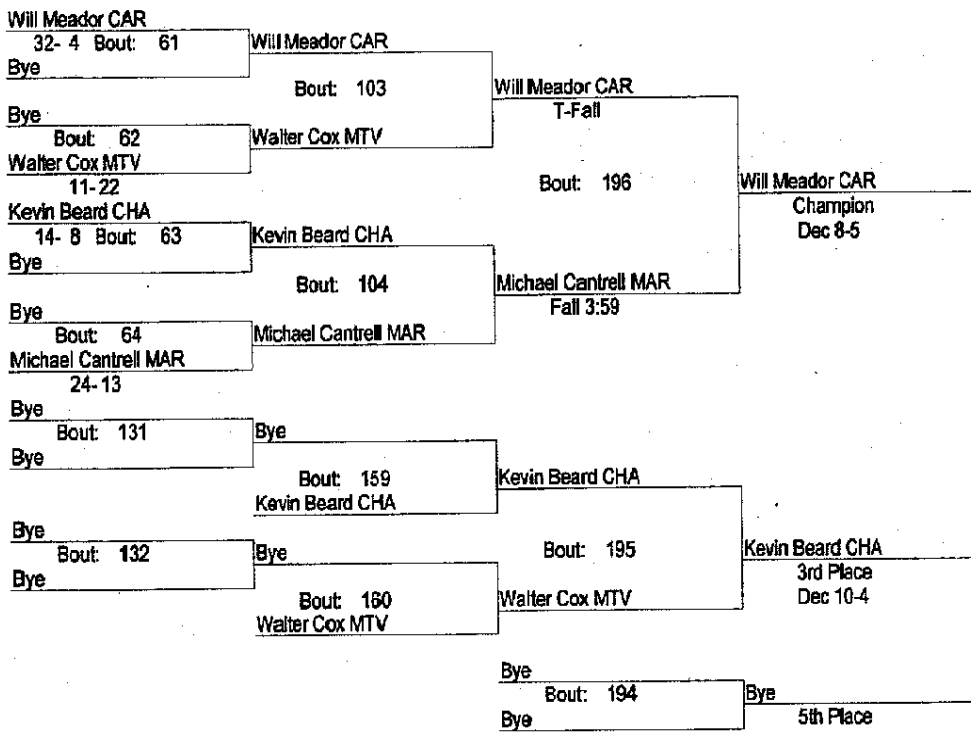 Will Meador CAR
32- 4 Bout: 61
Bye
Will Meador CAR
Bout: 103
Will Meador CAR
T-Fall
Bye
Bout: 62
Walter Cox MTV
11- 22
Walter Cox MTV
Bout: 196
Will Meador CAR
Champion
Dec 8-5
Kevin Beard CHA
14- 8 Bout: 63
Bye
Kevin Beard CHA
Bout: 104
Michael Cantrell MAR
Fall 3:59
Bye
Bout: 64
Michael Cantrell MAR
24- 13
Michael Cantrell MAR
Bye
Bout: 131
Bye
Bye
Bout: 159
Kevin Beard CHA
Kevin Beard CHA
Bye
Bout: 132
Bye
Bye
Bout: 160
Walter Cox MTV
Bout: 195
Walter Cox MTV
Kevin Beard CHA
3rd Place
Dec 10-4
Bye
Bout: 194
Bye
Bye
5th Place